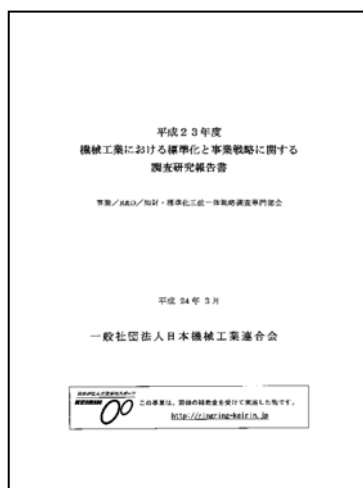 平成２３年度
機械工業における標準化と事業戦略に関する
調査研究報告書
事業／R&D／知財・標準化三位一体戦略調査専門部会
平成 24 年 3 月
一般社団法人日本機械工業連合会
KEIRIN
この事業は、競輪の補助金を受けて実施した物です。
http://ringring-keirin.jp